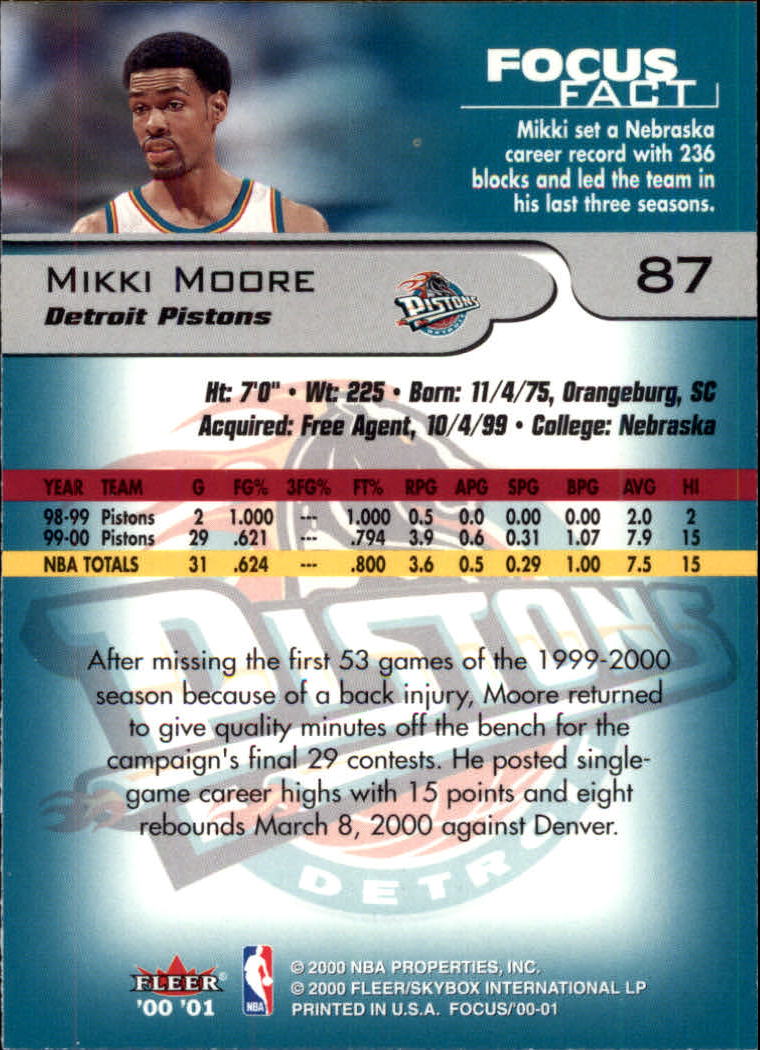 FOCUS
FACT
Mikki set a Nebraska
career record with 236
blocks and led the team in
his last three seasons.
MIKKI MOORE
Detroit Pistons
PISTONS
DETROIT
87
Ht: 7'0" • Wt: 225 • Born: 11/4/75, Orangeburg, SC
Acquired: Free Agent, 10/4/99 • College: Nebraska
YEAR TEAM G FG% 3FG% FT% RPG APG SPG BPG AVG HI
98-99 Pistons 2 1.000 --- 1.000 0.5 0.0 0.00 0.00 2.0 2
99-00 Pistons 29 .621 --- .794 3.9 0.6 0.31 1.07 7.9 15
NBA TOTALS 31 .624 --- .800 3.6 0.5 0.29 1.00 7.5 15
PISTONS
After missing the first 53 games of the 1999-2000
season because of a back injury, Moore returned
to give quality minutes off the bench for the
campaign's final 29 contests. He posted single-
game career highs with 15 points and eight
rebounds March 8, 2000 against Denver.
DETRO
FLEER®
'00 '01
NBA
© 2000 NBA PROPERTIES, INC.
© 2000 FLEER/SKYBOX INTERNATIONAL LP
PRINTED IN U.S.A. FOCUS/'00-01